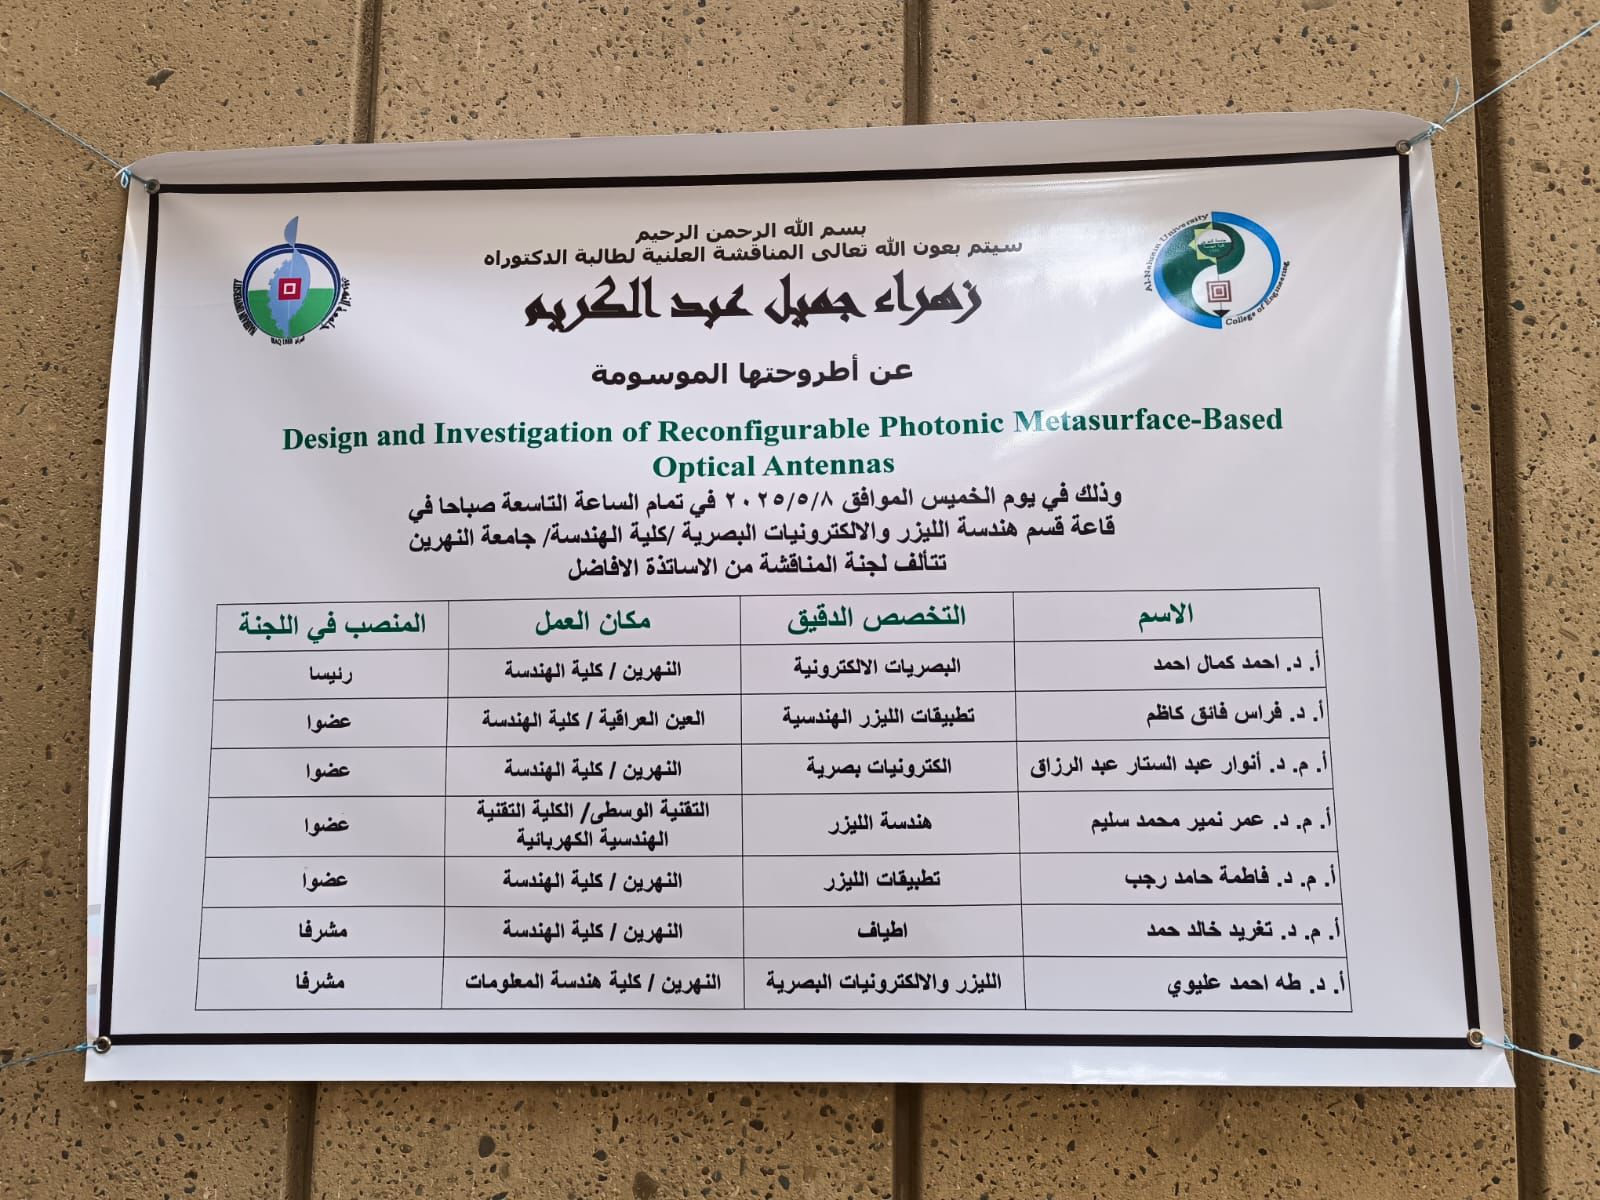 بسم الله الرحمن الرحيم
سيتم بعون الله تعالى المناقشة العلنية لطالبة الدكتوراه
زهراء جميل عبد الكريم
عن أطروحتها الموسومة
Design and Investigation of Reconfigurable Photonic Metasurface-Based
Optical Antennas
وذلك في يوم الخميس الموافق ٢٠٢٥/٥/٨ في تمام الساعة التاسعة صباحا في
قاعة قسم هندسة الليزر والالكترونيات البصرية /كلية الهندسة/ جامعة النهرين
تتألف لجنة المناقشة من الاساتذة الافاضل
الاسم التخصص الدقيق مكان العمل المنصب في اللجنة
أ. د. احمد كمال احمد البصريات الالكترونية النهرين / كلية الهندسة رئيسا
أ. د. فراس فائق كاظم تطبيقات الليزر الهندسية العين العراقية / كلية الهندسة عضوا
أ. م. د. أنوار عبد الستار عبد الرزاق الكترونيات بصرية النهرين / كلية الهندسة عضوا
أ. م. د. عمر نمير محمد سليم هندسة الليزر التقنية الوسطى/ الكلية التقنية الهندسية الكهربائية عضوا
أ. م. د. فاطمة حامد رجب تطبيقات الليزر النهرين / كلية الهندسة عضوا
أ. م. د. تغريد خالد حمد اطياف النهرين / كلية الهندسة مشرفا
أ. د. طه احمد عليوي الليزر والالكترونيات البصرية النهرين / كلية هندسة المعلومات مشرفا
Al-Nahrain University
College of Engineering